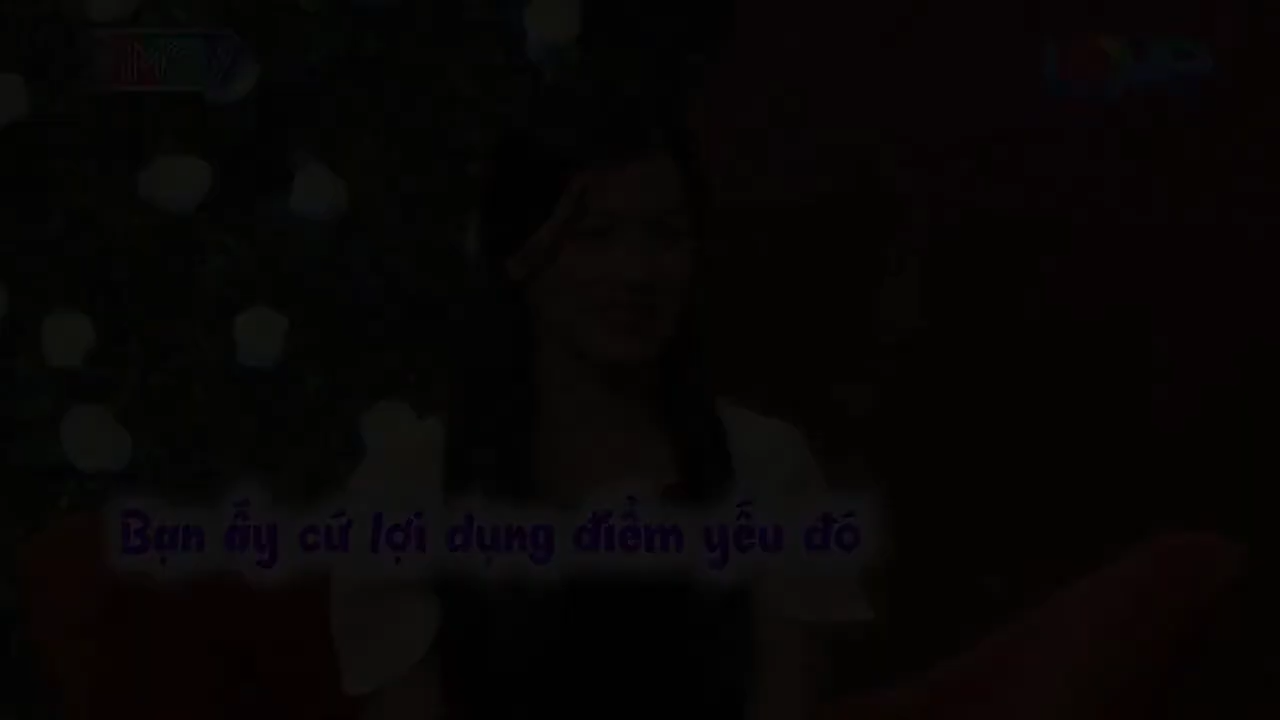 Bạn ấy cứ lợi dụng điểm yếu đó